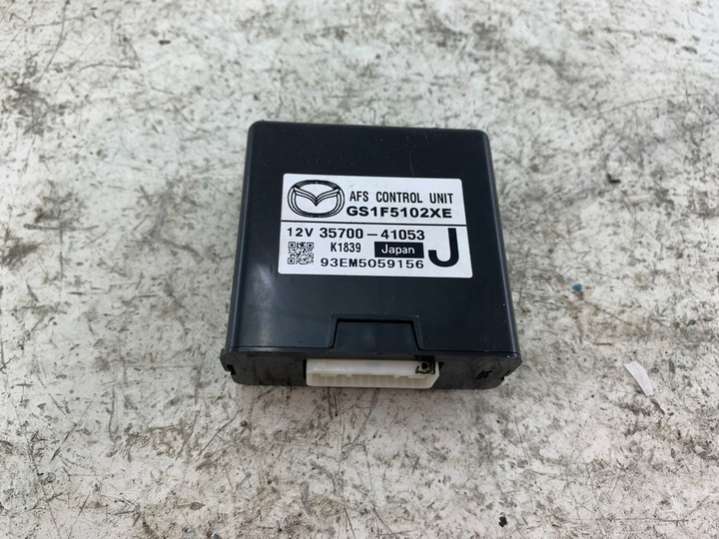 AFS CONTROL UNIT
GS1F5102XE
12V 35700-41053
K1839 Japan J
93EM5059156